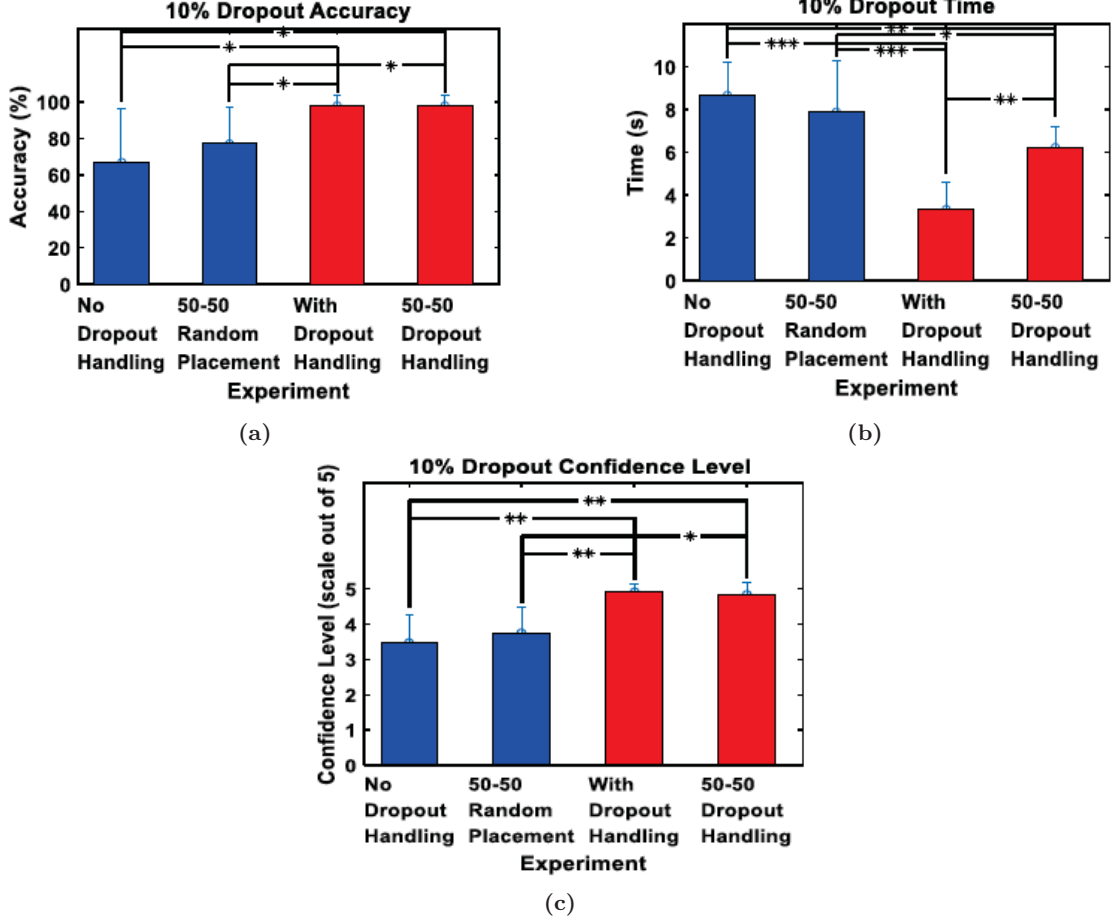 10% Dropout Accuracy
Accuracy (%)
100
80
60
40
20
0
*
*
*
*
No
Dropout
Handling
50-50
Random
Placement
With
Dropout
Handling
50-50
Dropout
Handling
Experiment
(a)
10% Dropout Time
Time (s)
10
8
6
4
2
0
**
*
***
***
**
No
Dropout
Handling
50-50
Random
Placement
With
Dropout
Handling
50-50
Dropout
Handling
Experiment
(b)
10% Dropout Confidence Level
Confidence Level (scale out of 5)
5
4
3
2
1
0
**
**
*
**
No
Dropout
Handling
50-50
Random
Placement
With
Dropout
Handling
50-50
Dropout
Handling
Experiment
(c)